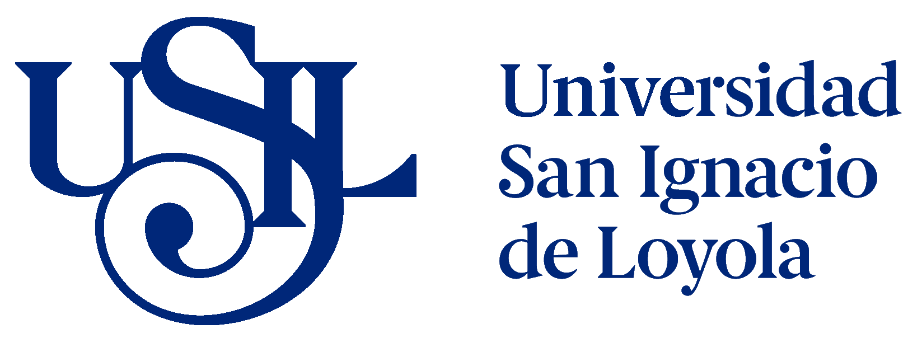 USIL
Universidad
San Ignacio
de Loyola